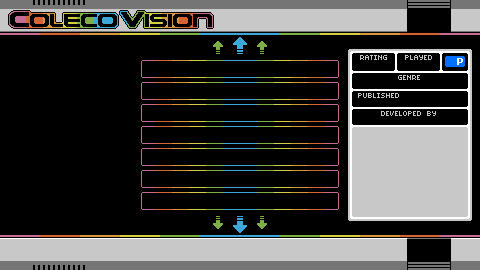 COLECOVISION
RATING
PLAYED
P
GENRE
PUBLISHED
DEVELOPED BY